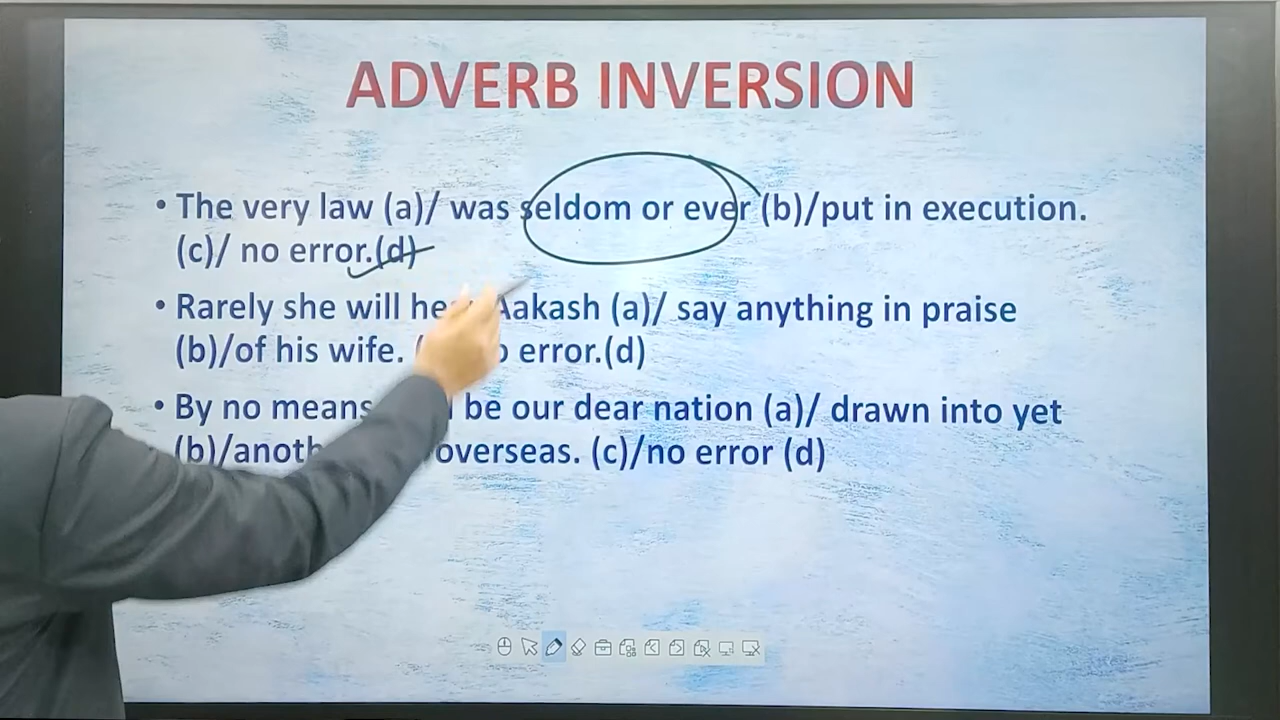 ADVERB INVERSION
• The very law (a)/ was seldom or ever (b)/put in execution.
(c)/ no error.(d)
• Rarely she will Aakash (a)/ say anything in praise
(b)/of his wife. error.(d)
• By no means be our dear nation (a)/ drawn into yet
(b)/ overseas. (c)/no error (d)